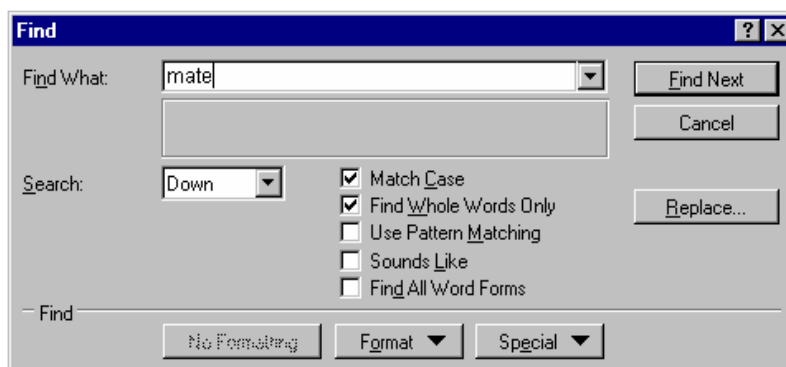 Find
Find What: mate Find Next
Cancel
Search: Down Match Case
Find Whole Words Only Replace...
Use Pattern Matching
Sounds Like
Find All Word Forms
Find
No Formatting Format Special